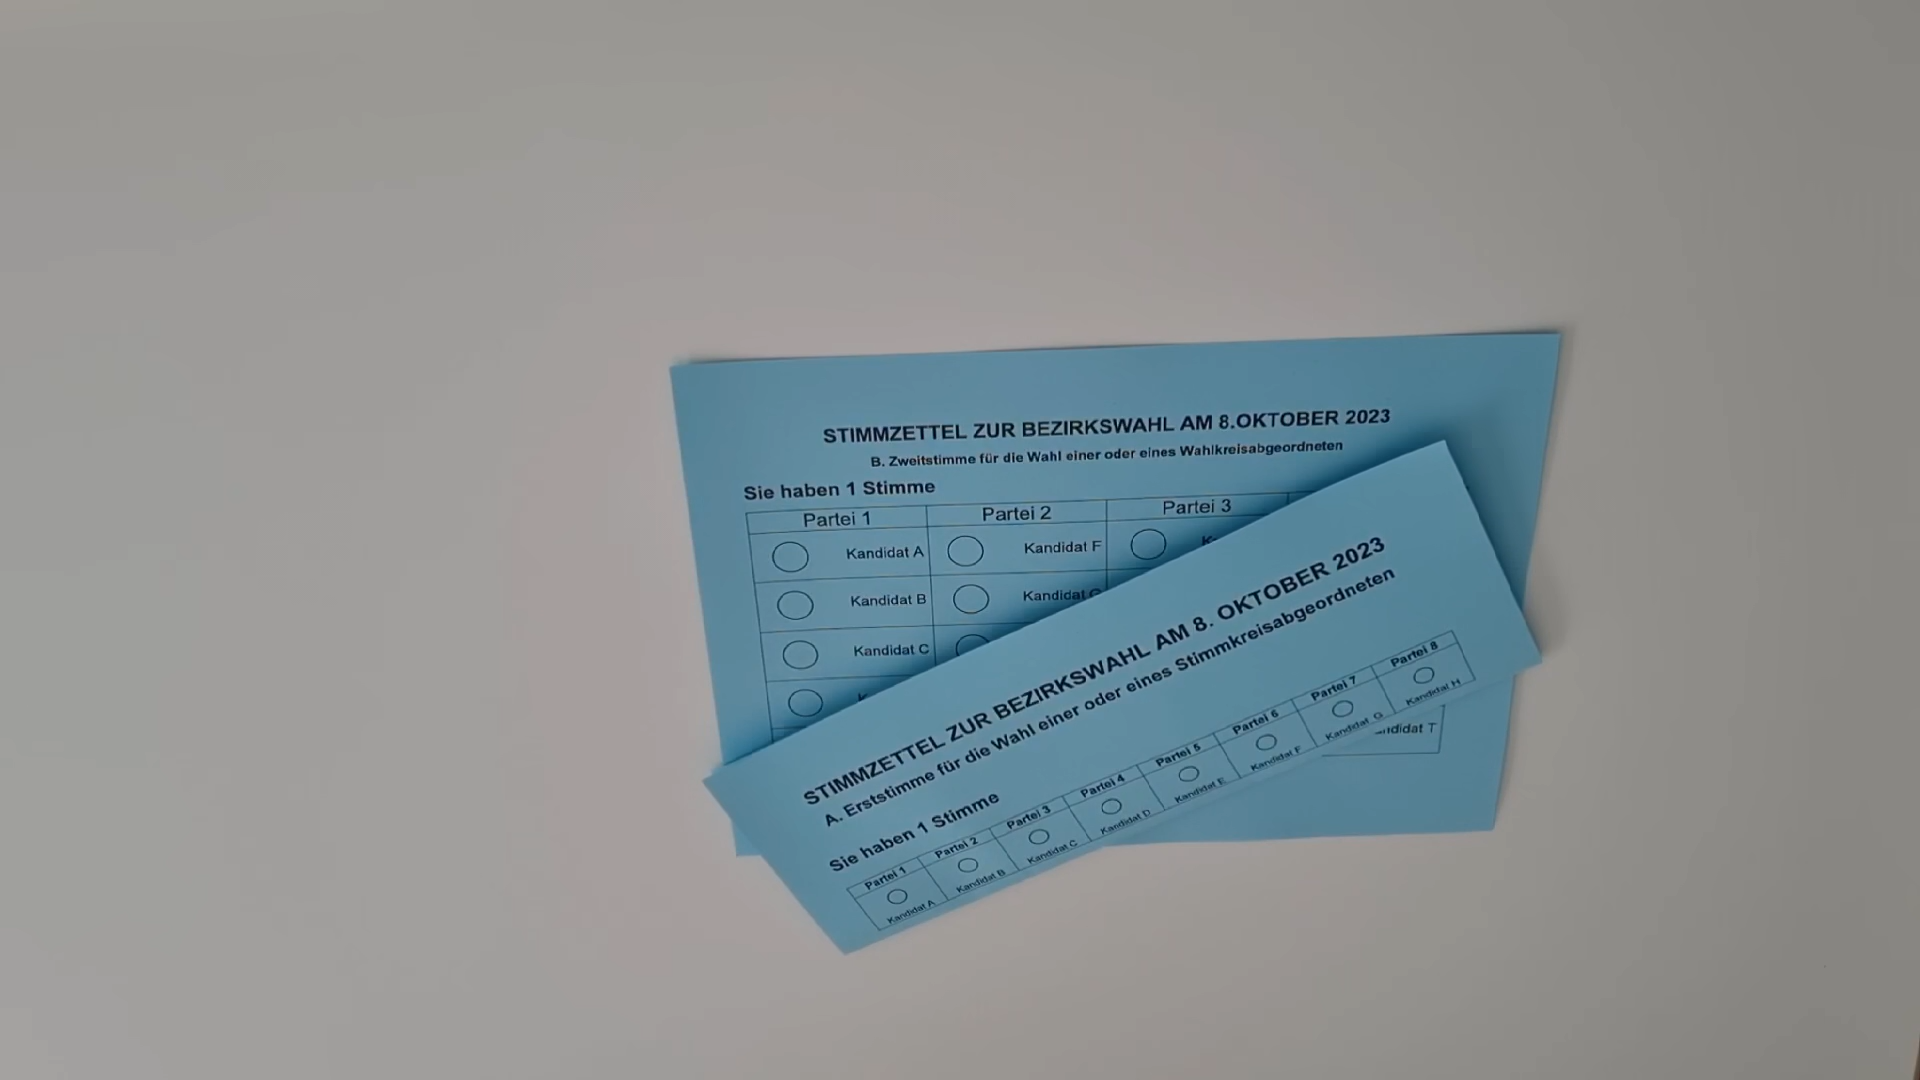 STIMMZETTEL ZUR BEZIRKSWAHL AM 8.OKTOBER 2023
B. Zweitstimme für die Wahl einer oder eines Wahlkreisabgeordneten
Sie haben 1 Stimme
Partei 1 Partei 2 Partei 3
Kandidat A Kandidat F
Kandidat B Kandidat
Kandidat C
Kandidat T
STIMMZETTEL ZUR BEZIRKSWAHL AM 8. OKTOBER 2023
A. Erststimme für die Wahl einer oder eines Stimmkreisabgeordneten
Sie haben 1 Stimme
Partei 1 Partei 2 Partei 3 Partei 4 Partei 5 Partei 6 Partei 7 Partei 8
Kandidat A Kandidat B Kandidat C Kandidat D Kandidat E Kandidat F Kandidat G Kandidat H